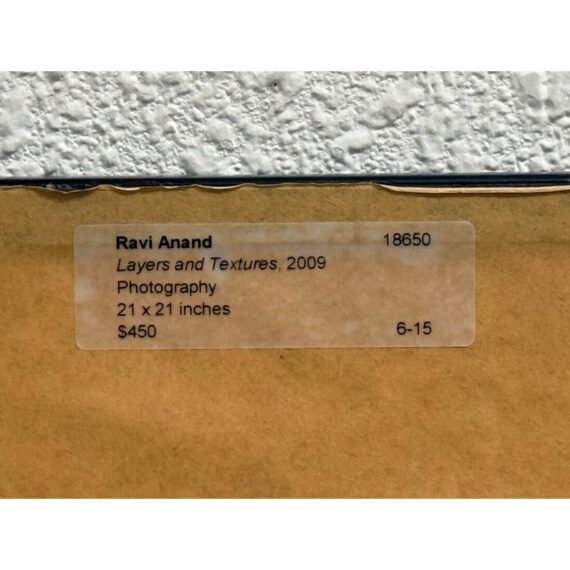 Ravi Anand 18650
Layers and Textures, 2009
Photography
21 x 21 inches
$450 6-15